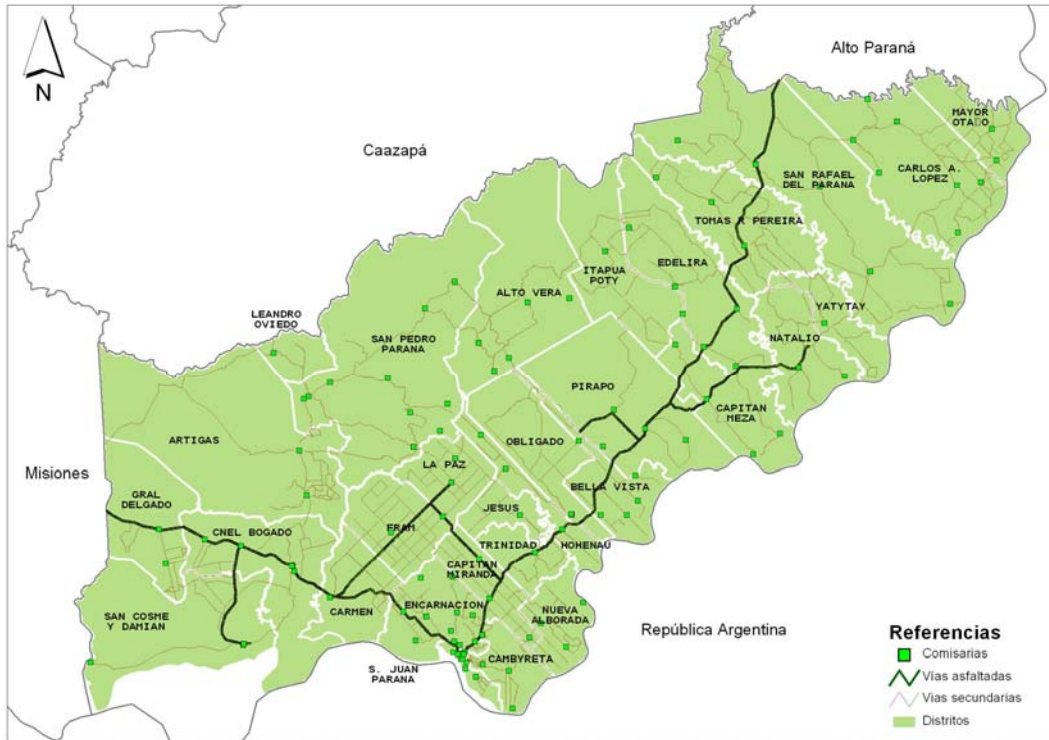 Alto Paraná
N
MAYOR
OTAÐO
Caazapá
CARLOS A.
LOPEZ
SAN RAFAEL
DEL PARANA
TOMAS R PEREIRA
EDELIRA
ITAPUA
POTY
ALTO VERA
YATYTAY
LEANDRO
OVIEDO
SAN PEDRO
PARANA
NATALIO
PIRAPO
CAPITAN
MEZA
ARTIGAS
OBLIGADO
LA PAZ
Misiones
BELLA VISTA
GRAL
DELGADO
JESUS
FRAM
CNEL BOGADO
TRINIDAD
HOHENAU
CAPITAN
MIRANDA
SAN COSME
Y DAMIAN
CARMEN
ENCARNACION
NUEVA
ALBORADA
República Argentina
CAMBYRETA
S. JUAN
PARANA
Referencias
Comisarias
Vías asfaltadas
Vías secundarias
Distritos